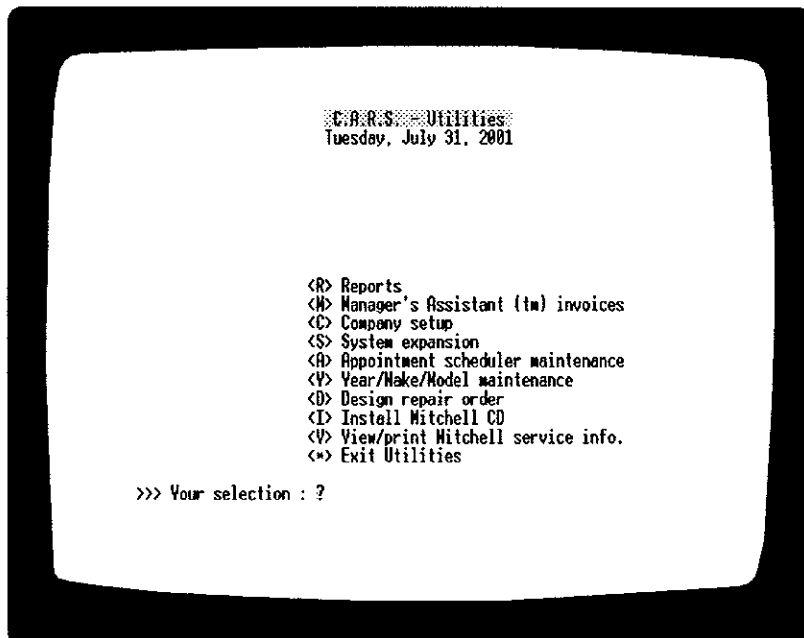 C.A.R.S. - Utilities
Tuesday, July 31, 2001
<R> Reports
<M> Manager's Assistant (tm) invoices
<C> Company setup
<S> System expansion
<A> Appointment scheduler maintenance
<Y> Year/Make/Model maintenance
<D> Design repair order
<I> Install Mitchell CD
<V> View/print Mitchell service info.
<*> Exit Utilities
>>> Your selection : ?